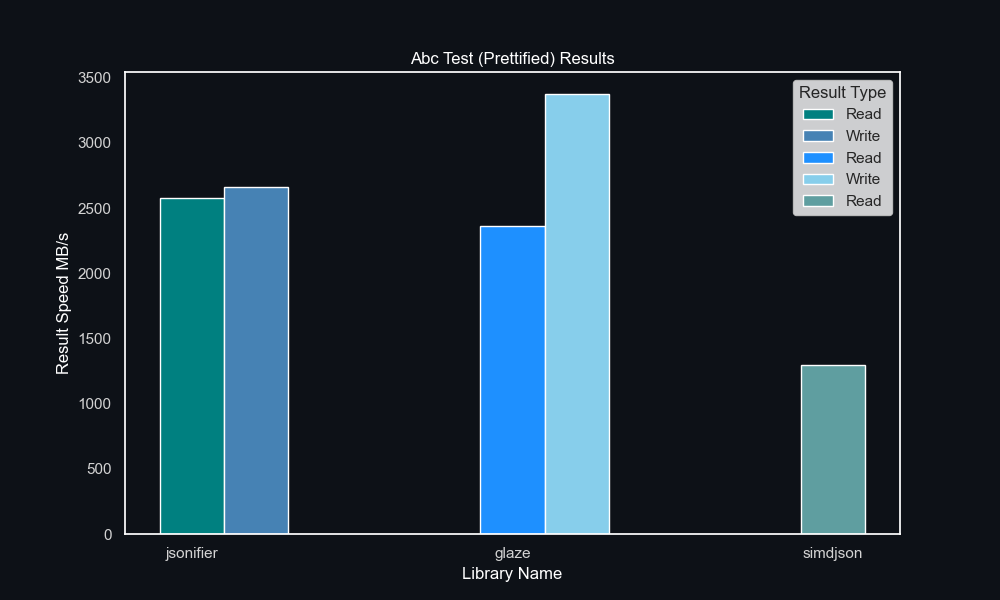 Abc Test (Prettified) Results
Result Speed MB/s
3500
3000
2500
2000
1500
1000
500
0
Result Type
Read
Write
Read
Write
Read
jsonifier
glaze
simdjson
Library Name